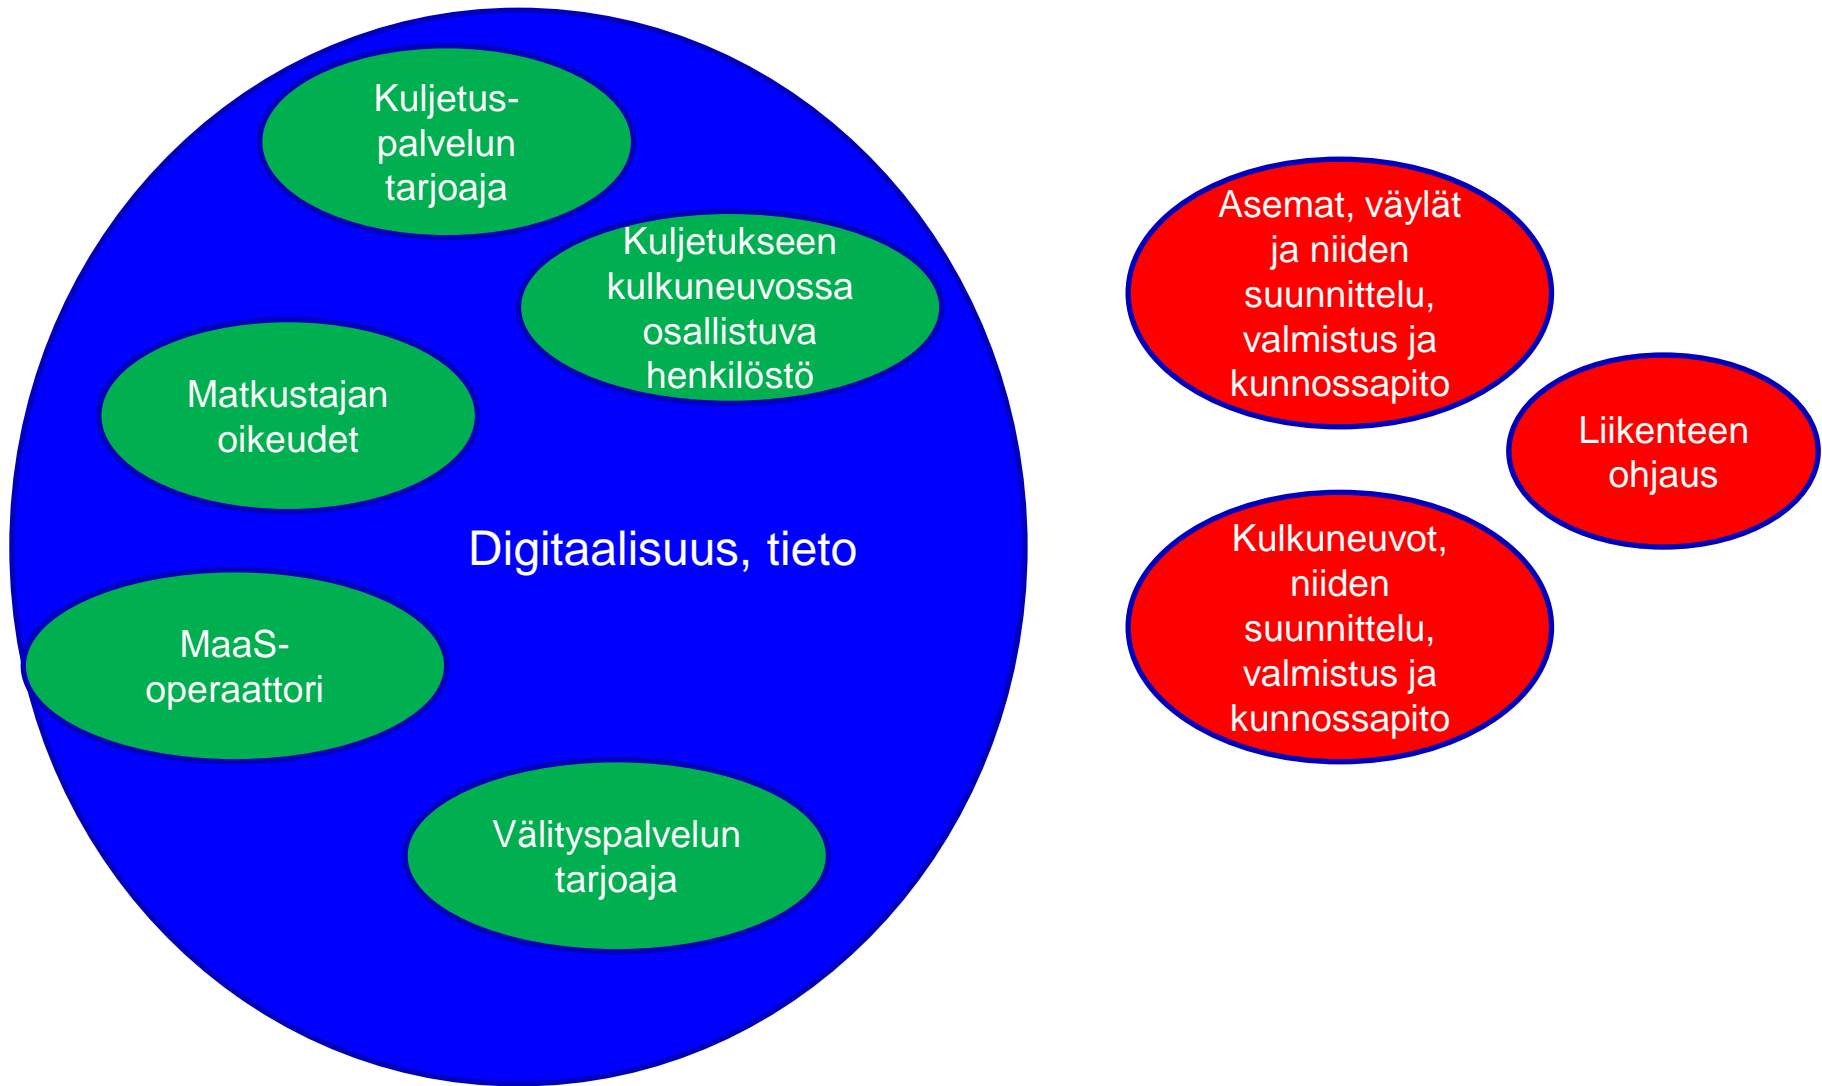 Kuljetus-
palvelun
tarjoaja
Kuljetukseen
kulkuneuvossa
osallistuva
henkilöstö
Matkustajan
oikeudet
Digitaalisuus, tieto
MaaS-
operaattori
Välityspalvelun
tarjoaja
Asemat, väylät
ja niiden
suunnittelu,
valmistus ja
kunnossapito
Liikenteen
ohjaus
Kulkuneuvot,
niiden
suunnittelu,
valmistus ja
kunnossapito